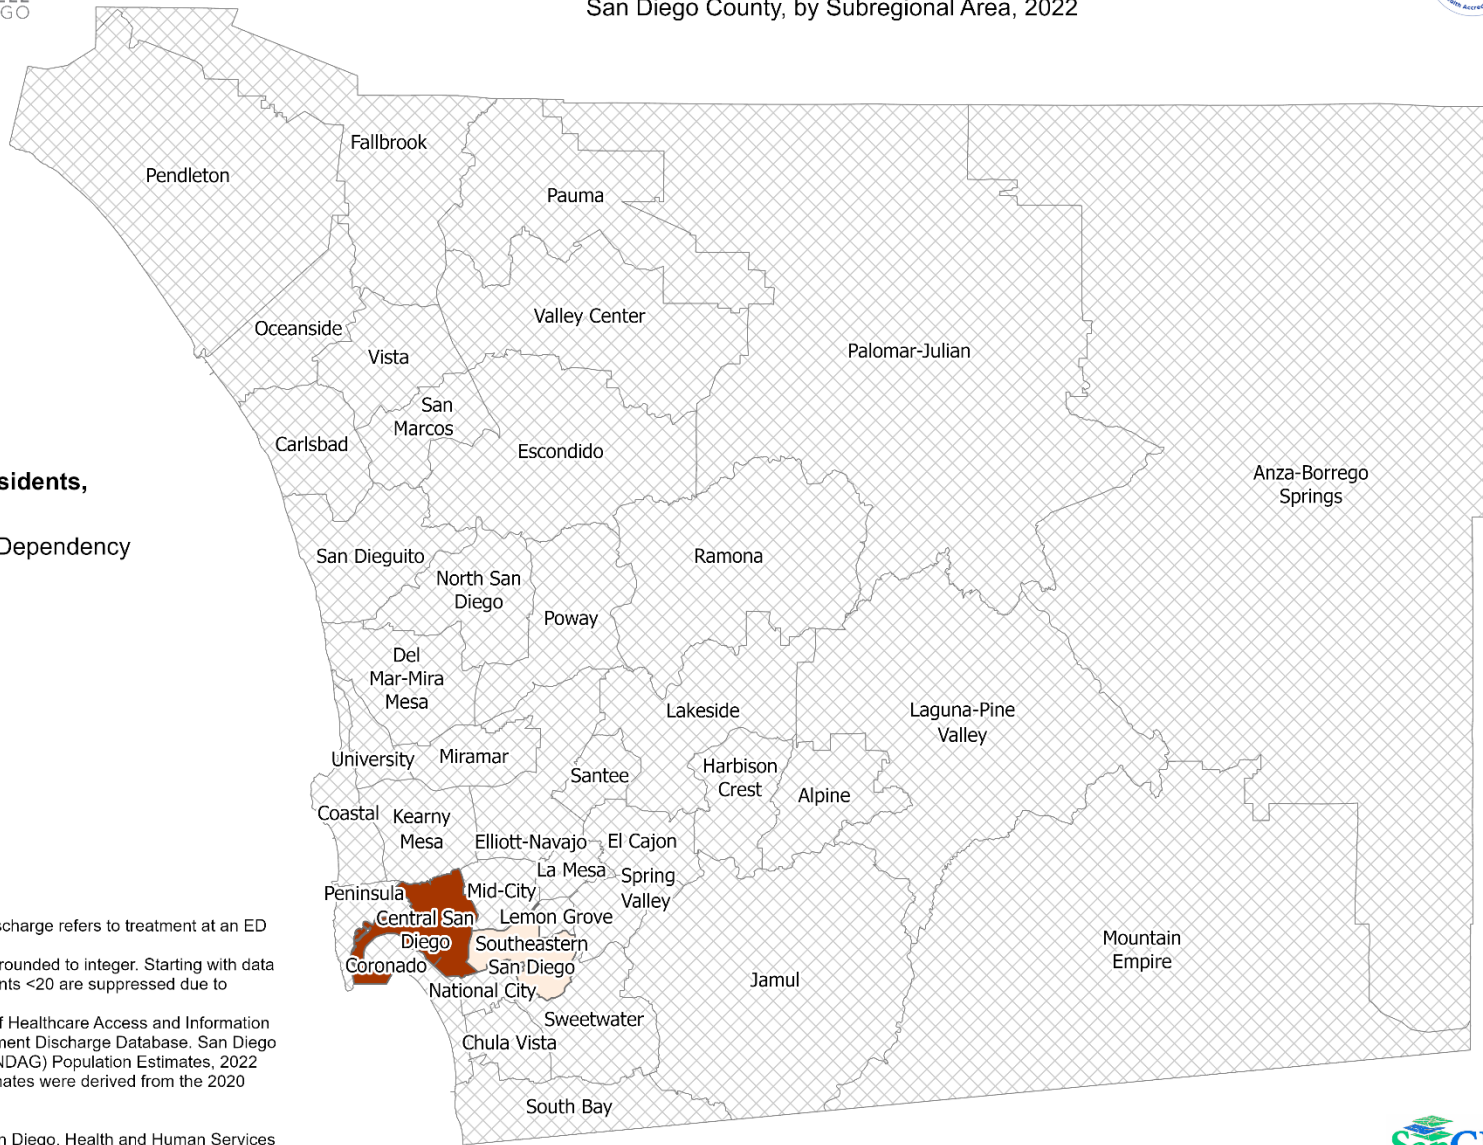 GO
San Diego County, by Subregional Area, 2022
Fallbrook
Pendleton
Pauma
Valley Center
Oceanside
Vista
Palomar-Julian
San
Marcos
Carlsbad
Escondido
Anza-Borrego
Springs
sidents,
Dependency
San Dieguito
Ramona
North San
Diego
Poway
Del
Mar-Mira
Mesa
Lakeside
Laguna-Pine
Valley
University
Miramar
Santee
Harbison
Crest
Alpine
Coastal
Kearny
Mesa
Elliott-Navajo
El Cajon
La Mesa
Spring
Valley
Peninsula
Mid-City
Central San
Diego
Lemon Grove
Southeastern
San Diego
Coronado
National City
Jamul
Mountain
Empire
Sweetwater
Chula Vista
South Bay
scharge refers to treatment at an ED
rounded to integer. Starting with data
nts <20 are suppressed due to
f Healthcare Access and Information
ment Discharge Database. San Diego
NDAG) Population Estimates, 2022
nates were derived from the 2020
n Diego, Health and Human Services